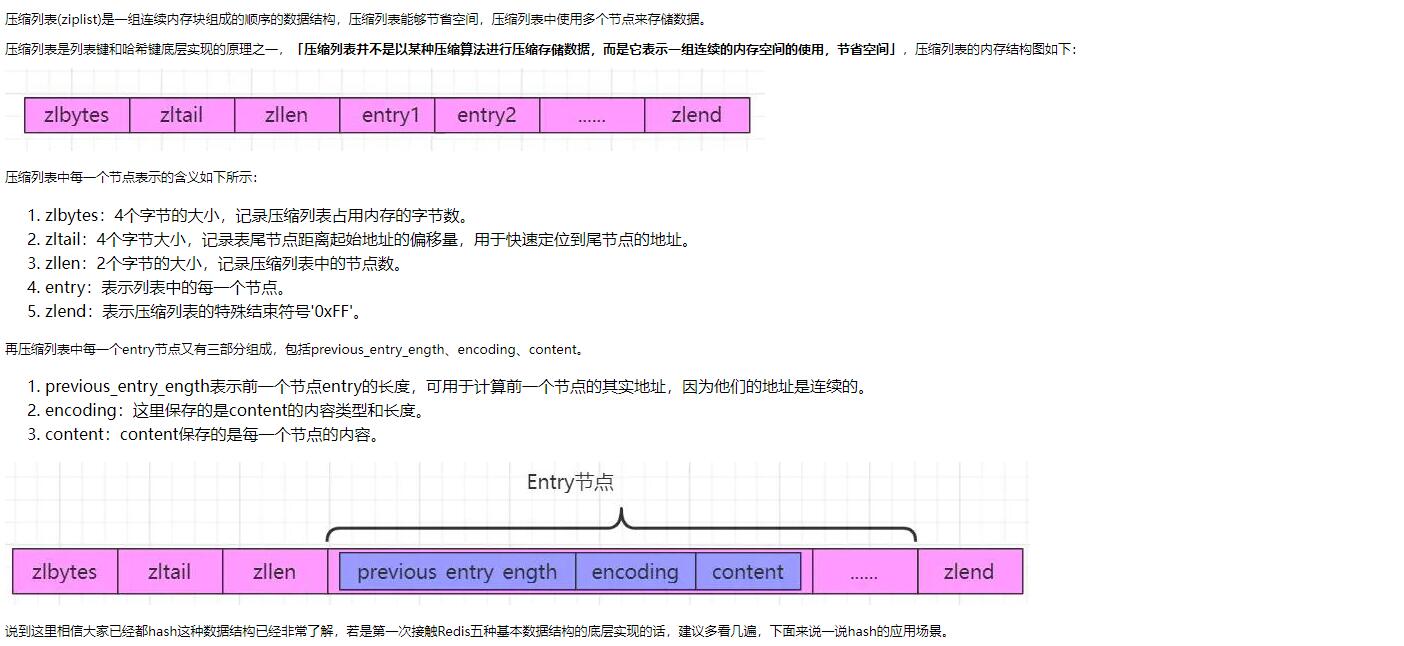 压缩列表(ziplist)是一组连续内存块组成的顺序的数据结构，压缩列表能够节省空间，压缩列表中使用多个节点来存储数据。
压缩列表是列表键和哈希键底层实现的原理之一，「压缩列表并不是以某种压缩算法进行压缩存储数据，而是它表示一组连续的内存空间的使用，节省空间」，压缩列表的内存结构图如下：
zlbytes zltail zllen entry1 entry2 ...... zlend
压缩列表中每一个节点表示的含义如下所示：
1. zlbytes：4个字节的大小，记录压缩列表占用内存的字节数。
2. zltail：4个字节大小，记录表尾节点距离起始地址的偏移量，用于快速定位到尾节点的地址。
3. zllen：2个字节的大小，记录压缩列表中的节点数。
4. entry：表示列表中的每一个节点。
5. zlend：表示压缩列表的特殊结束符号'0xFF'。
再压缩列表中每一个entry节点又有三部分组成，包括previous_entry_ength、encoding、content。
1. previous_entry_ength表示前一个节点entry的长度，可用于计算前一个节点的其实地址，因为他们的地址是连续的。
2. encoding：这里保存的是content的内容类型和长度。
3. content：content保存的是每一个节点的内容。
Entry节点
zlbytes zltail zllen previous entry ength encoding content ...... zlend
说到这里相信大家已经都hash这种数据结构已经非常了解，若是第一次接触Redis五种基本数据结构的底层实现的话，建议多看几遍，下面来说一说hash的应用场景。